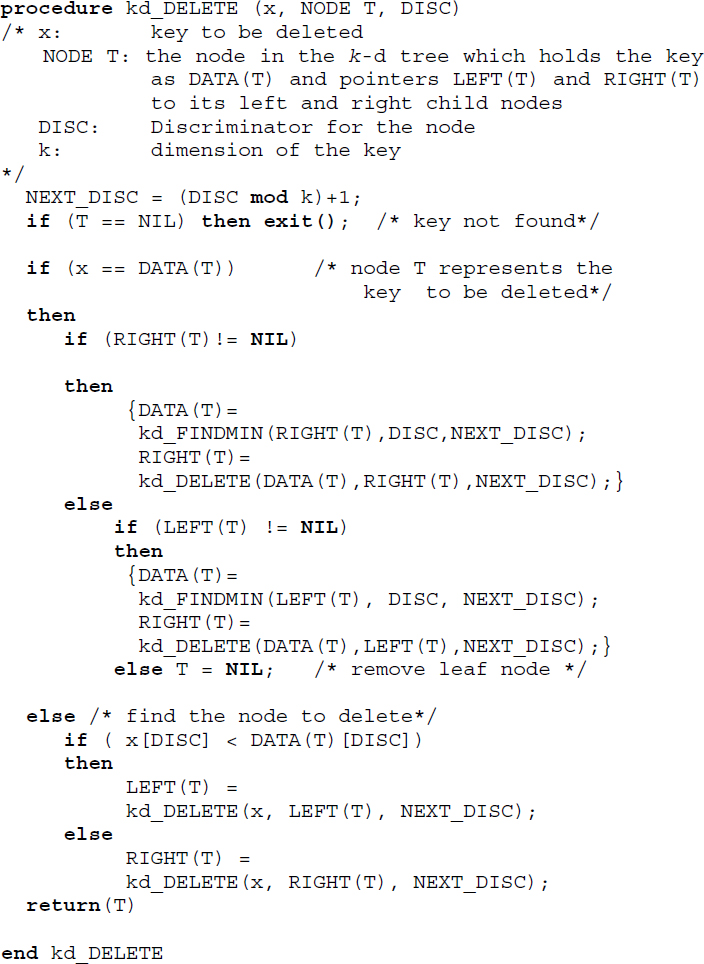 procedure kd_DELETE (x, NODE T, DISC)
/* x:        key to be deleted
   NODE T: the node in the k-d tree which holds the key
            as DATA(T) and pointers LEFT(T) and RIGHT(T)
            to its left and right child nodes
   DISC:    Discriminator for the node
   k:       dimension of the key
*/
  NEXT_DISC = (DISC mod k)+1;
  if (T == NIL) then exit();  /* key not found*/
  if (x == DATA(T))      /* node T represents the
                             key  to be deleted*/
  then
     if (RIGHT(T)!= NIL)
     then
          {DATA(T)=
           kd_FINDMIN(RIGHT(T),DISC,NEXT_DISC);
           RIGHT(T)=
           kd_DELETE(DATA(T),RIGHT(T),NEXT_DISC);}
     else
         if (LEFT(T) != NIL)
         then
          {DATA(T)=
           kd_FINDMIN(LEFT(T), DISC, NEXT_DISC);
           RIGHT(T)=
           kd_DELETE(DATA(T),LEFT(T),NEXT_DISC);}
         else T = NIL;   /* remove leaf node */
  else /* find the node to delete*/
     if ( x[DISC] < DATA(T)[DISC])
     then
          LEFT(T) =
          kd_DELETE(x, LEFT(T), NEXT_DISC);
     else
          RIGHT(T) =
          kd_DELETE(x, RIGHT(T), NEXT_DISC);
  return(T)
end kd_DELETE